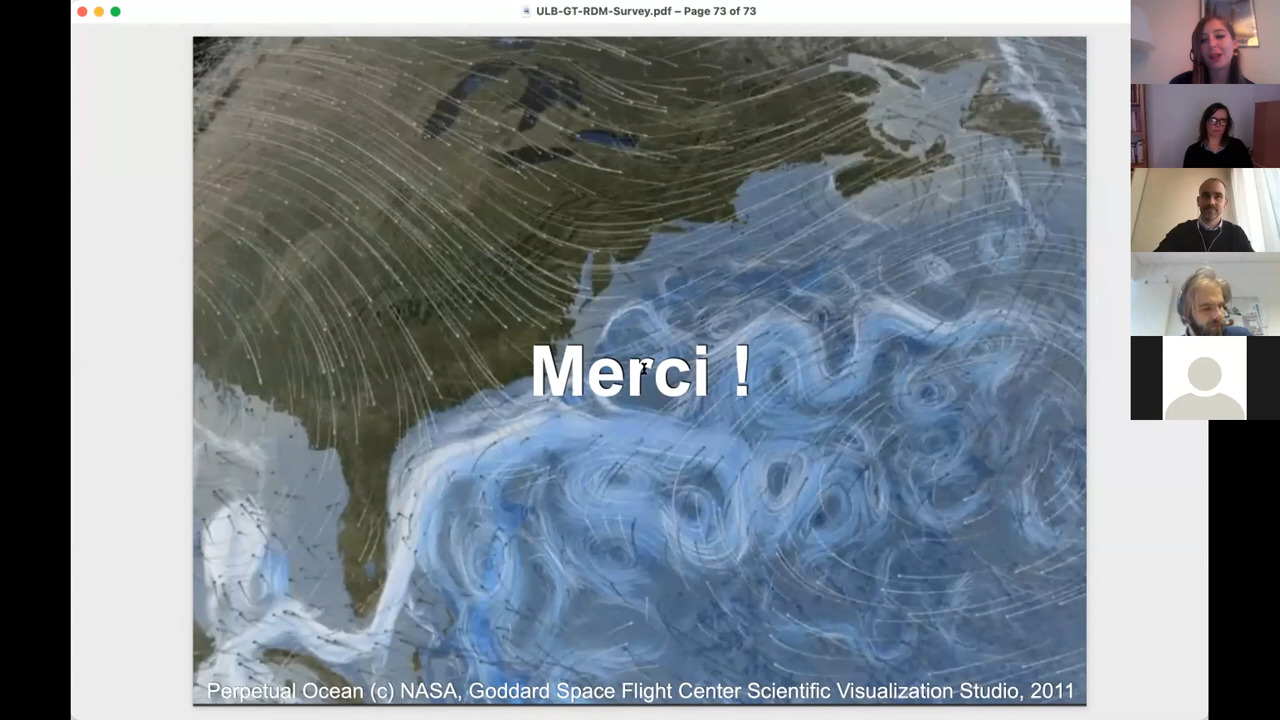 ULB-GT-RDM-Survey.pdf – Page 73 of 73
Merci !
Perpetual Ocean (c) NASA, Goddard Space Flight Center Scientific Visualization Studio, 2011